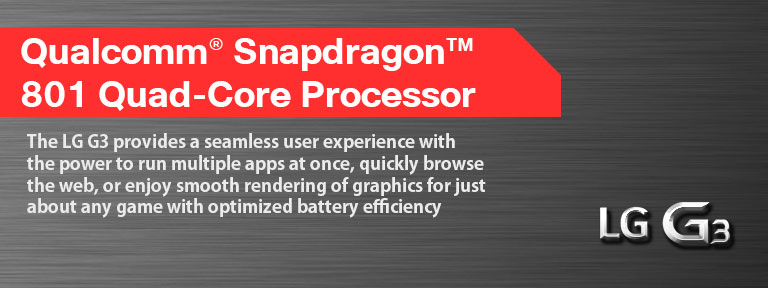 Qualcomm® Snapdragon™
801 Quad-Core Processor
The LG G3 provides a seamless user experience with
the power to run multiple apps at once, quickly browse
the web, or enjoy smooth rendering of graphics for just
about any game with optimized battery efficiency
LG G3